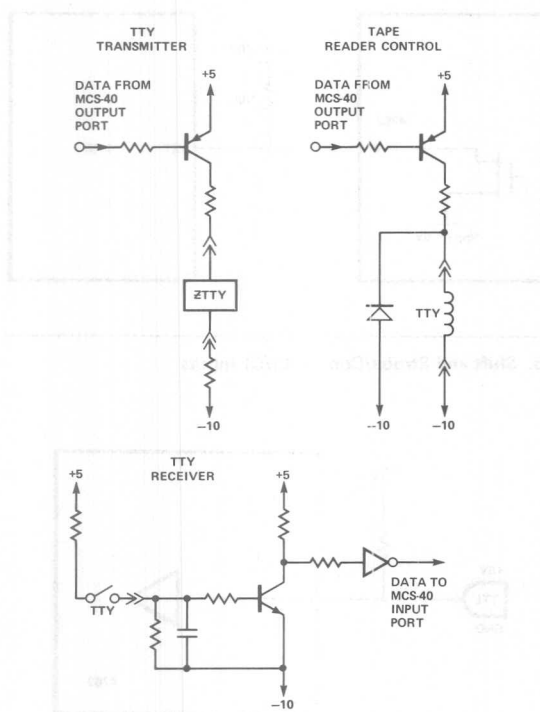 TTY
TRANSMITTER
+5
DATA FROM
MCS-40
OUTPUT
PORT
ƵTTY
−10
TAPE
READER CONTROL
+5
DATA FROM
MCS-40
OUTPUT
PORT
TTY
--10
−10
TTY
RECEIVER
+5
+5
TTY
DATA TO
MCS-40
INPUT
PORT
−10